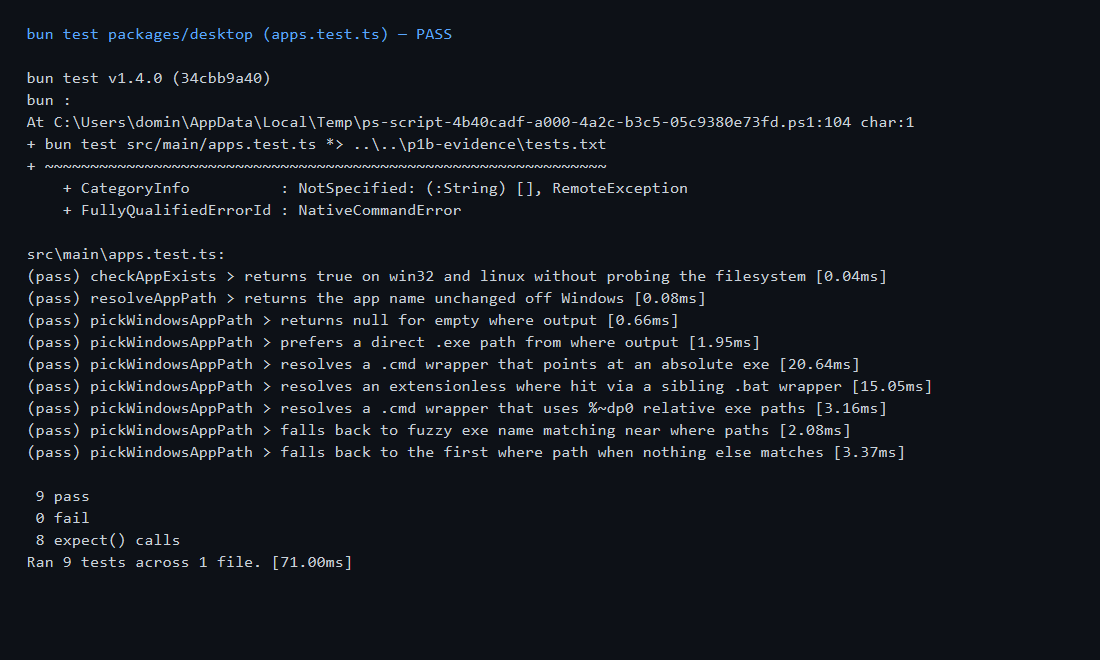 bun test packages/desktop (apps.test.ts) — PASS

bun test v1.4.0 (34cbb9a40)
bun :
At C:\Users\domin\AppData\Local\Temp\ps-script-4b40cadf-a000-4a2c-b3c5-05c9380e73fd.ps1:104 char:1
+ bun test src/main/apps.test.ts *> ..\..\p1b-evidence\tests.txt
+ ~~~~~~~~~~~~~~~~~~~~~~~~~~~~~~~~~~~~~~~~~~~~~~~~~~~~~~~~~~~~~~
    + CategoryInfo          : NotSpecified: (:String) [], RemoteException
    + FullyQualifiedErrorId : NativeCommandError

src\main\apps.test.ts:
(pass) checkAppExists > returns true on win32 and linux without probing the filesystem [0.04ms]
(pass) resolveAppPath > returns the app name unchanged off Windows [0.08ms]
(pass) pickWindowsAppPath > returns null for empty where output [0.66ms]
(pass) pickWindowsAppPath > prefers a direct .exe path from where output [1.95ms]
(pass) pickWindowsAppPath > resolves a .cmd wrapper that points at an absolute exe [20.64ms]
(pass) pickWindowsAppPath > resolves an extensionless where hit via a sibling .bat wrapper [15.05ms]
(pass) pickWindowsAppPath > resolves a .cmd wrapper that uses %~dp0 relative exe paths [3.16ms]
(pass) pickWindowsAppPath > falls back to fuzzy exe name matching near where paths [2.08ms]
(pass) pickWindowsAppPath > falls back to the first where path when nothing else matches [3.37ms]

 9 pass
 0 fail
 8 expect() calls
Ran 9 tests across 1 file. [71.00ms]